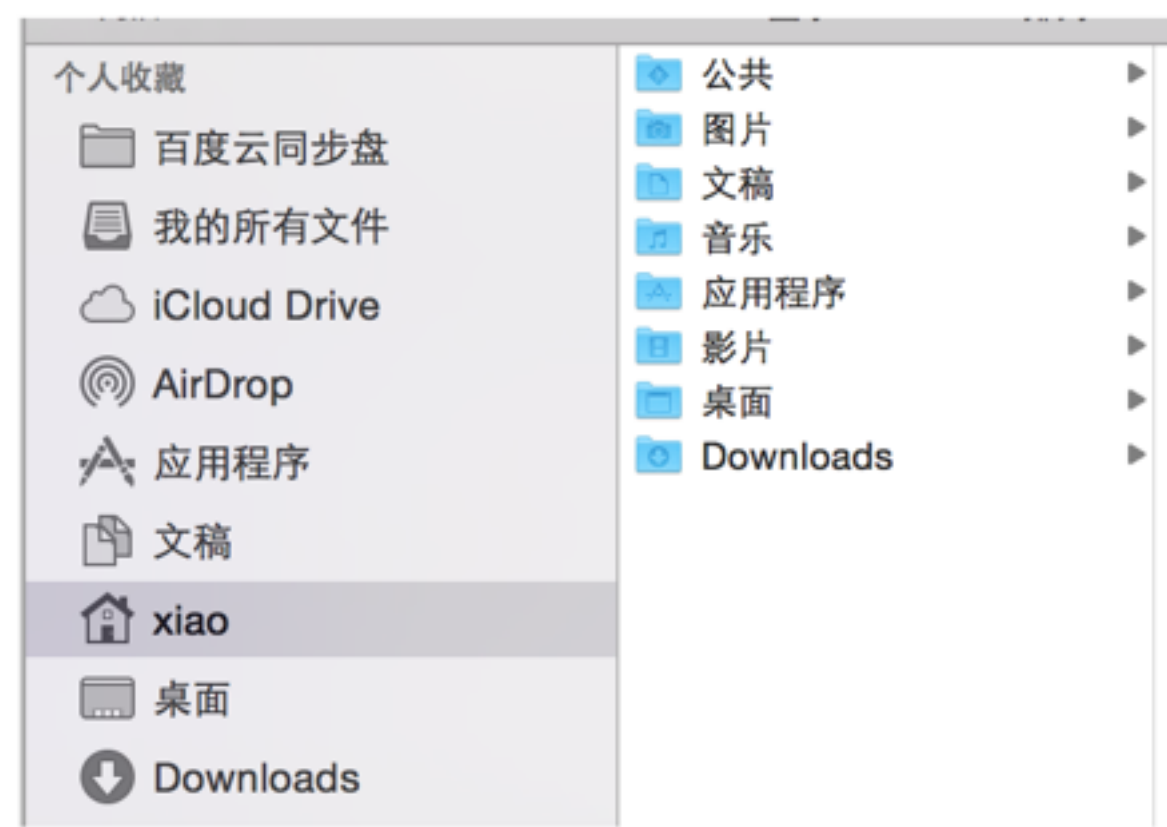 个人收藏
百度云同步盘
我的所有文件
iCloud Drive
AirDrop
应用程序
文稿
xiao
桌面
Downloads
公共
图片
文稿
音乐
应用程序
影片
桌面
Downloads